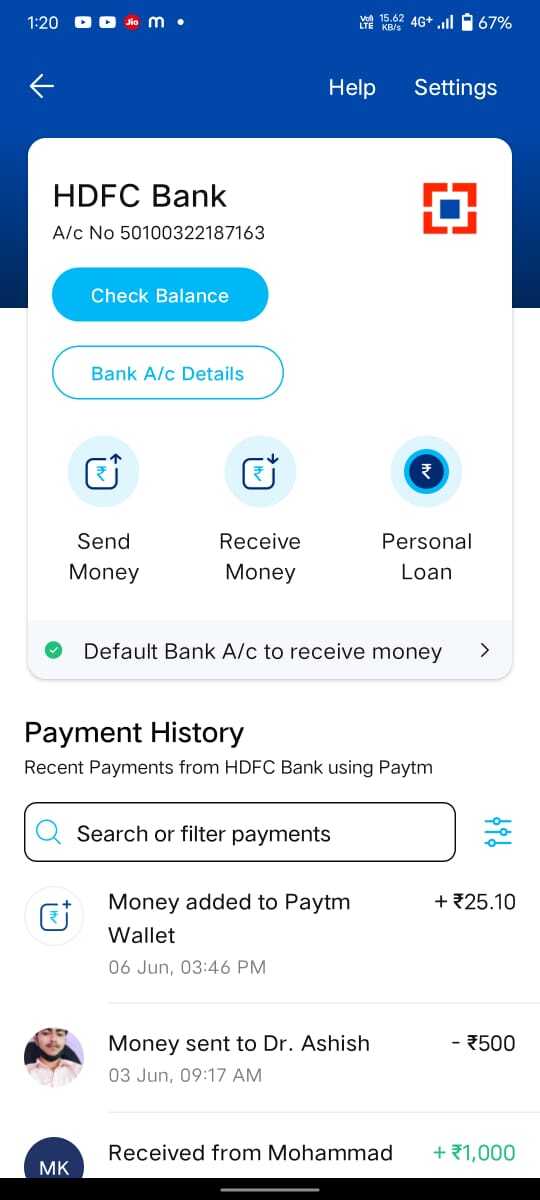 1:20 Jio m • Vo) LTE 15.62 KB/s 4G+ 67%
Help Settings
HDFC Bank
A/c No 50100322187163
Check Balance
Bank A/c Details
Send Money
Receive Money
Personal Loan
Default Bank A/c to receive money
Payment History
Recent Payments from HDFC Bank using Paytm
Search or filter payments
Money added to Paytm + ₹25.10
Wallet
06 Jun, 03:46 PM
Money sent to Dr. Ashish - ₹500
03 Jun, 09:17 AM
MK Received from Mohammad + ₹1,000